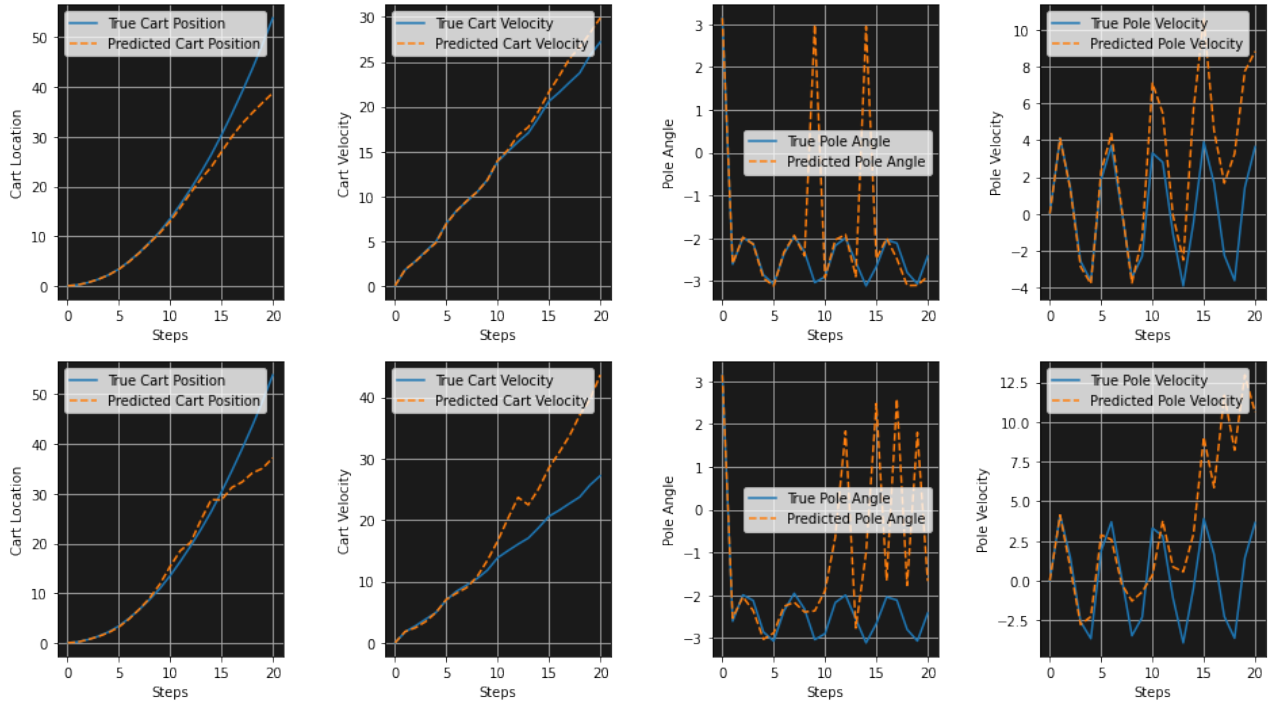 True Cart Position
Predicted Cart Position
Cart Location
50
40
30
20
10
0
0
5
10
15
20
Steps
True Cart Velocity
Predicted Cart Velocity
Cart Velocity
30
25
20
15
10
5
0
0
5
10
15
20
Steps
True Pole Angle
Predicted Pole Angle
Pole Angle
3
2
1
0
−1
−2
−3
0
5
10
15
20
Steps
True Pole Velocity
Predicted Pole Velocity
Pole Velocity
10
8
6
4
2
0
−2
−4
0
5
10
15
20
Steps
True Cart Position
Predicted Cart Position
Cart Location
50
40
30
20
10
0
0
5
10
15
20
Steps
True Cart Velocity
Predicted Cart Velocity
Cart Velocity
40
30
20
10
0
0
5
10
15
20
Steps
True Pole Angle
Predicted Pole Angle
Pole Angle
3
2
1
0
−1
−2
−3
0
5
10
15
20
Steps
True Pole Velocity
Predicted Pole Velocity
Pole Velocity
12.5
10.0
7.5
5.0
2.5
0.0
−2.5
0
5
10
15
20
Steps